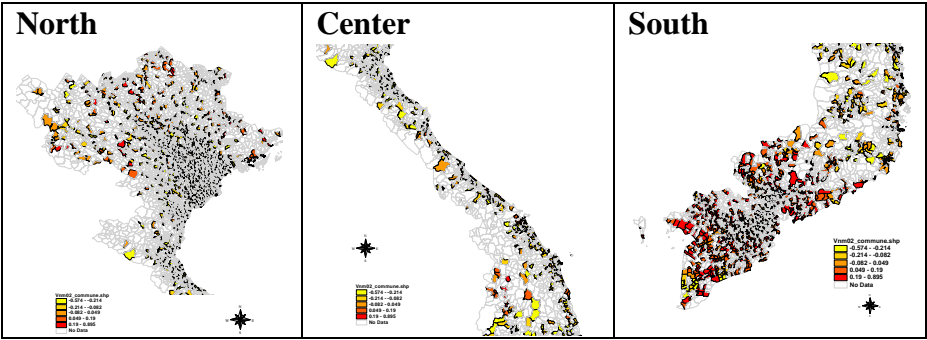 North
Center
South
Vnm02_commune.shp
-0.574 - -0.214
-0.214 - -0.082
-0.082 - 0.049
0.049 - 0.19
0.19 - 0.895
No Data
Vnm02_commune.shp
-0.574 - -0.214
-0.214 - -0.082
-0.082 - 0.049
0.049 - 0.19
0.19 - 0.895
No Data
Vnm02_commune.shp
-0.574 - -0.214
-0.214 - -0.082
-0.082 - 0.049
0.049 - 0.19
0.19 - 0.895
No Data